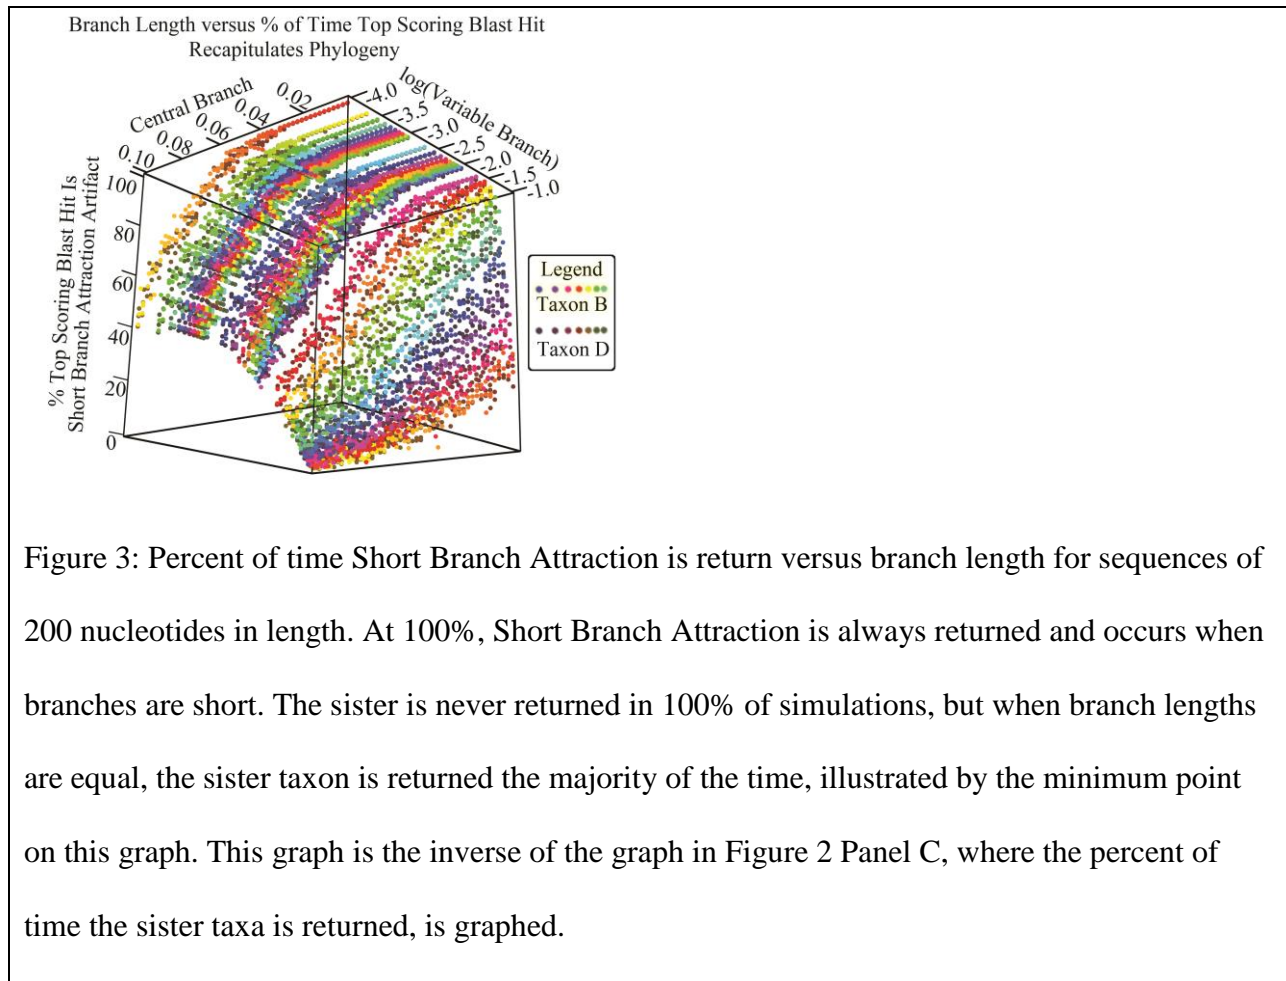 Branch Length versus % of Time Top Scoring Blast Hit
Recapitulates Phylogeny
Central Branch
0.10
0.08
0.06
0.04
0.02
log(Variable Branch)
-4.0
-3.5
-3.0
-2.5
-2.0
-1.5
-1.0
% Top Scoring Blast Hit Is
Short Branch Attraction Artifact
100
80
60
40
20
0
Legend
Taxon B
Taxon D
Figure 3: Percent of time Short Branch Attraction is return versus branch length for sequences of
200 nucleotides in length. At 100%, Short Branch Attraction is always returned and occurs when
branches are short. The sister is never returned in 100% of simulations, but when branch lengths
are equal, the sister taxon is returned the majority of the time, illustrated by the minimum point
on this graph. This graph is the inverse of the graph in Figure 2 Panel C, where the percent of
time the sister taxa is returned, is graphed.